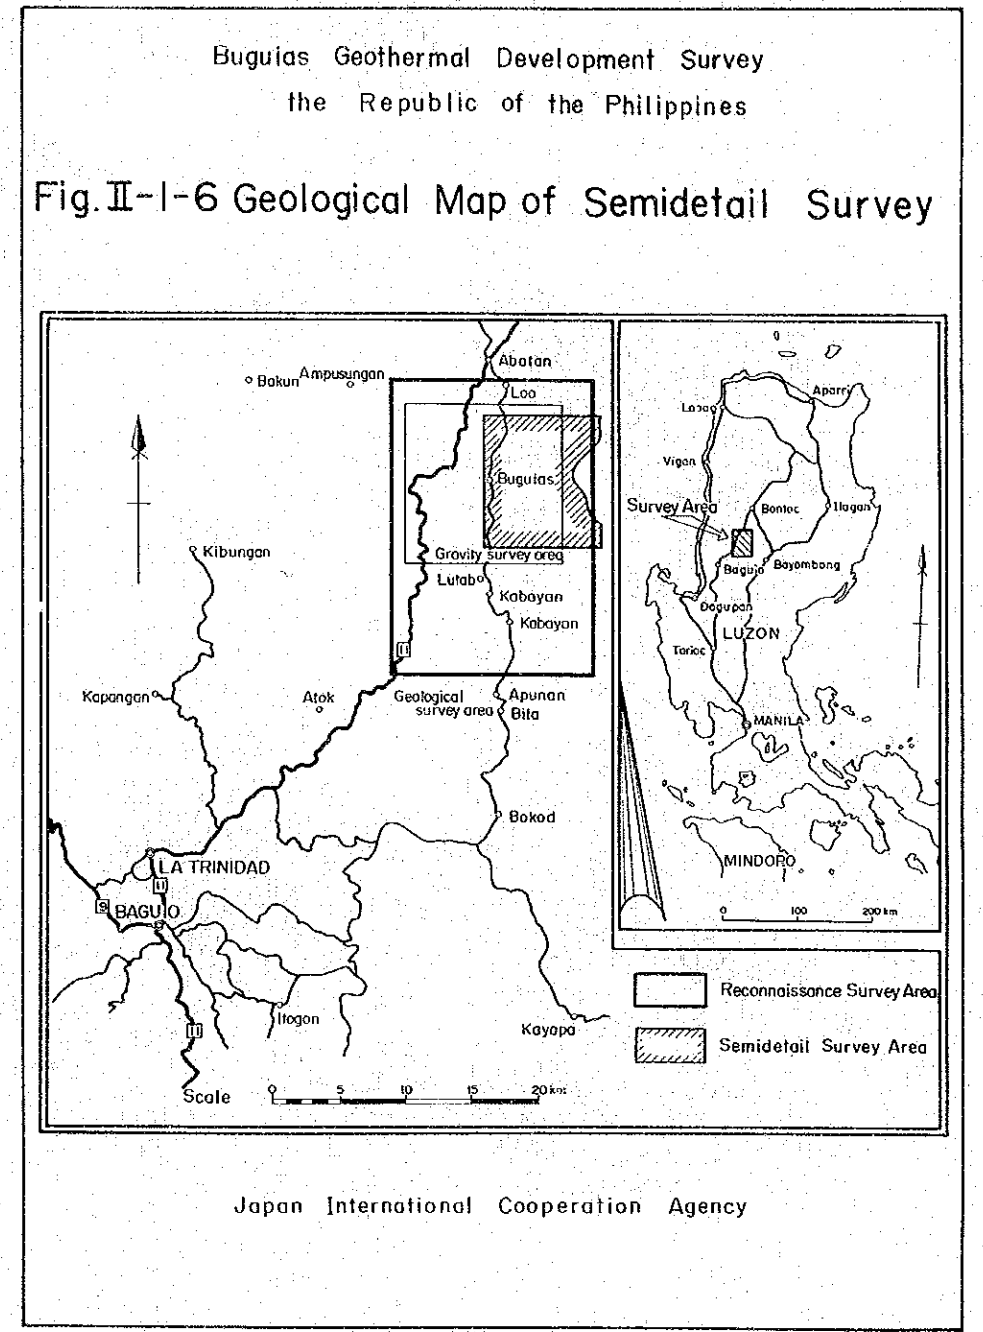 Buguias Geothermal Development Survey
the Republic of the Philippines
Fig. II-1-6 Geological Map of Semidetail Survey
Abatan
Bakun
Ampusungan
Loo
Buguias
Gravity survey area
Kibungan
Lutab
Kabayan
Kabayan
11
Kapangan
Atok
Geological
survey area
Apunan
Bita
Bokod
LA TRINIDAD
11
9
BAGUIO
Itogon
11
Kayapa
Scale
0 5 10 15 20 km
Aparri
Laoag
Vigan
Survey Area
Bontoc
Ilagan
Baguio
Bayombong
Dagupan
LUZON
Tarlac
MANILA
MINDORO
0 100 200 km
Reconnaissance Survey Area
Semidetail Survey Area
Japan International Cooperation Agency